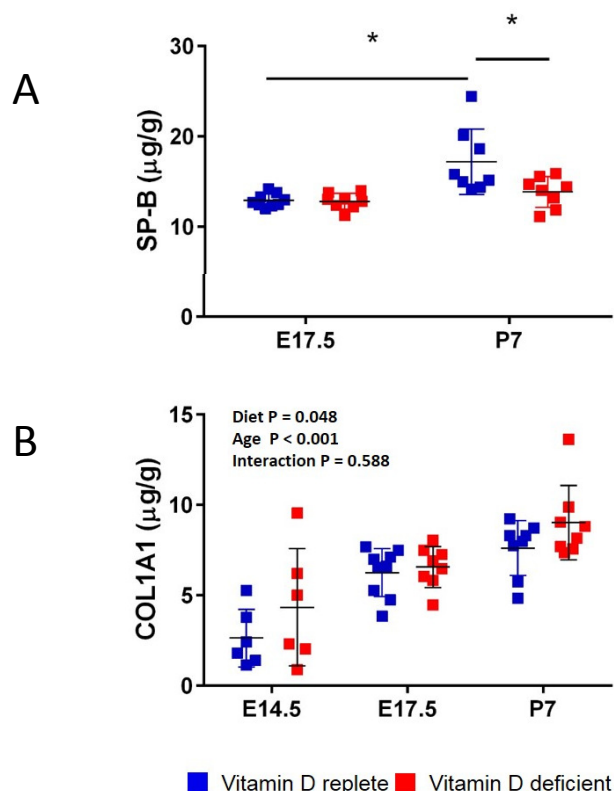 A
*
*
30
20
10
0
SP-B (µg/g)
E17.5 P7
B
Diet P = 0.048
Age P < 0.001
Interaction P = 0.588
15
10
5
0
COL1A1 (µg/g)
E14.5 E17.5 P7
Vitamin D replete Vitamin D deficient